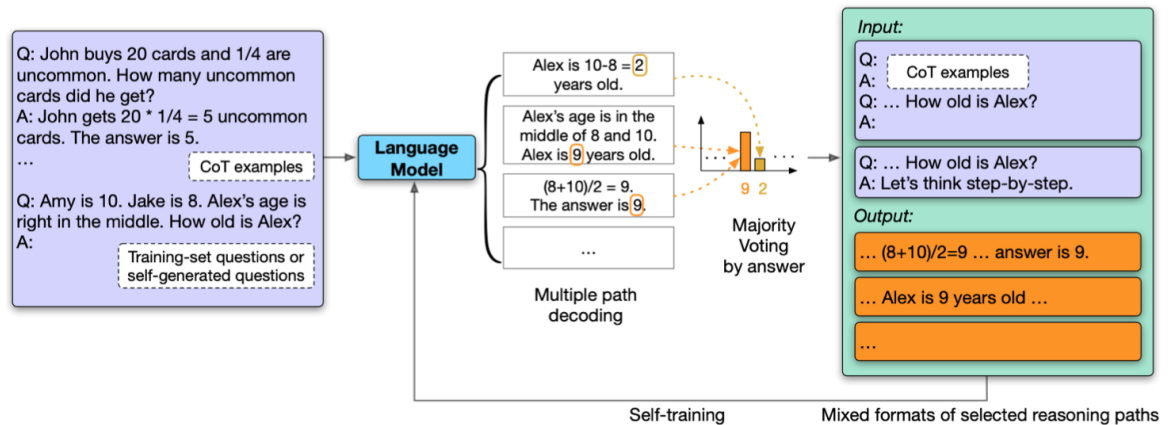 Q: John buys 20 cards and 1/4 are
uncommon. How many uncommon
cards did he get?
A: John gets 20 * 1/4 = 5 uncommon
cards. The answer is 5.
...
CoT examples
Q: Amy is 10. Jake is 8. Alex's age is
right in the middle. How old is Alex?
A:
Training-set questions or
self-generated questions
Language
Model
Alex is 10-8 = 2
years old.
Alex's age is in the
middle of 8 and 10.
Alex is 9 years old.
(8+10)/2 = 9.
The answer is 9.
...
Multiple path
decoding
... ...
9 2
Majority
Voting
by answer
Input:
Q:
A:
CoT examples
Q: ... How old is Alex?
A:
Q: ... How old is Alex?
A: Let's think step-by-step.
Output:
... (8+10)/2=9 ... answer is 9.
... Alex is 9 years old ...
...
Self-training
Mixed formats of selected reasoning paths